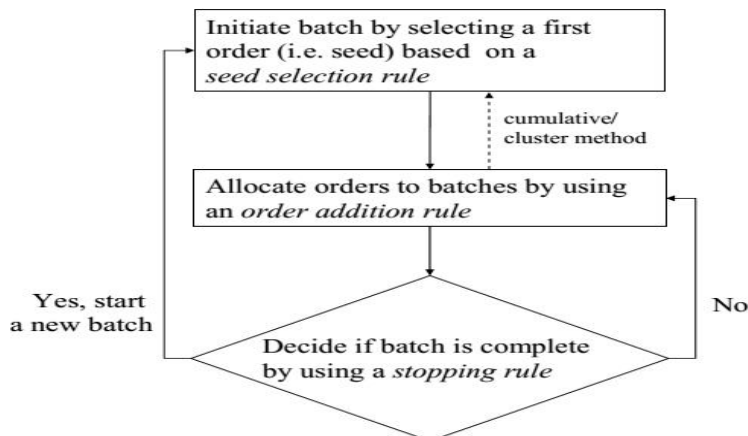 Initiate batch by selecting a first
order (i.e. seed) based on a
seed selection rule
cumulative/
cluster method
Allocate orders to batches by using
an order addition rule
Yes, start
a new batch
No
Decide if batch is complete
by using a stopping rule